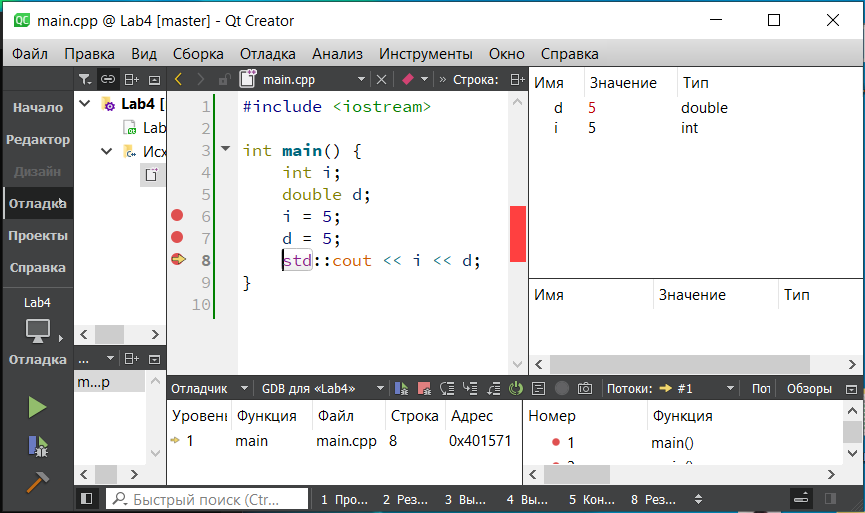 main.cpp @ Lab4 [master] - Qt Creator
Файл Правка Вид Сборка Отладка Анализ Инструменты Окно Справка
main.cpp » Строка:
Начало
Редактор
Дизайн
Отладка
Проекты
Справка
Lab4
Отладка
Lab4 [
Lab
Исх
1 #include <iostream>
2
3 int main() {
4 int i;
5 double d;
6 i = 5;
7 d = 5;
8 std::cout << i << d;
9 }
10
Имя Значение Тип
d 5 double
i 5 int
Имя Значение Тип
...
m...p
Отладчик GDB для «Lab4» Потоки: #1 Пот Обзоры
Уровень Функция Файл Строка Адрес
1 main main.cpp 8 0x401571
Номер Функция
1 main()
Быстрый поиск (Ctr...
1 Про... 2 Рез... 3 Вы... 4 Вы... 5 Кон... 8 Рез...